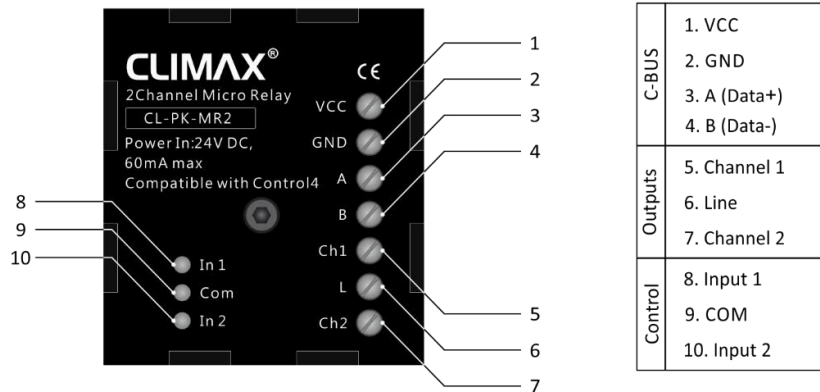 CLIMAX®
CE
2Channel Micro Relay
CL-PK-MR2
Power In:24V DC,
60mA max
Compatible with Control4
VCC
GND
A
B
Ch1
L
Ch2
In 1
Com
In 2
1
2
3
4
5
6
7
8
9
10
C-BUS
1. VCC
2. GND
3. A (Data+)
4. B (Data-)
Outputs
5. Channel 1
6. Line
7. Channel 2
Control
8. Input 1
9. COM
10. Input 2